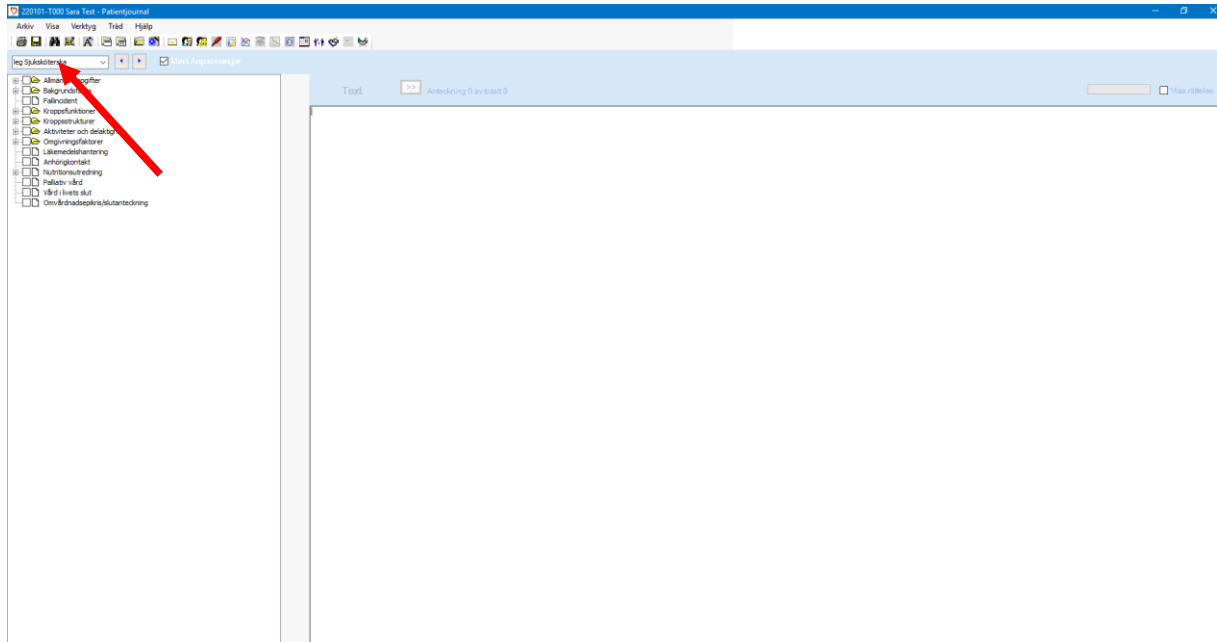 220101-T000 Sara Test - Patientjournal
Arkiv Visa Verktyg Träd Hjälp
leg Sjuksköterska
Mina Anpassningar
Text >> Anteckning 0 av totalt 0 Visa rättelse
Bakgrundsfakta
Fallincident
Kroppsfunktioner
Kroppsstrukturer
Aktiviteter och delaktighet
Omgivningsfaktorer
Läkemedelshantering
Anhörigkontakt
Nutritionsutredning
Palliativ vård
Vård i livets slut
Omvårdnadsepikris/slutanteckning